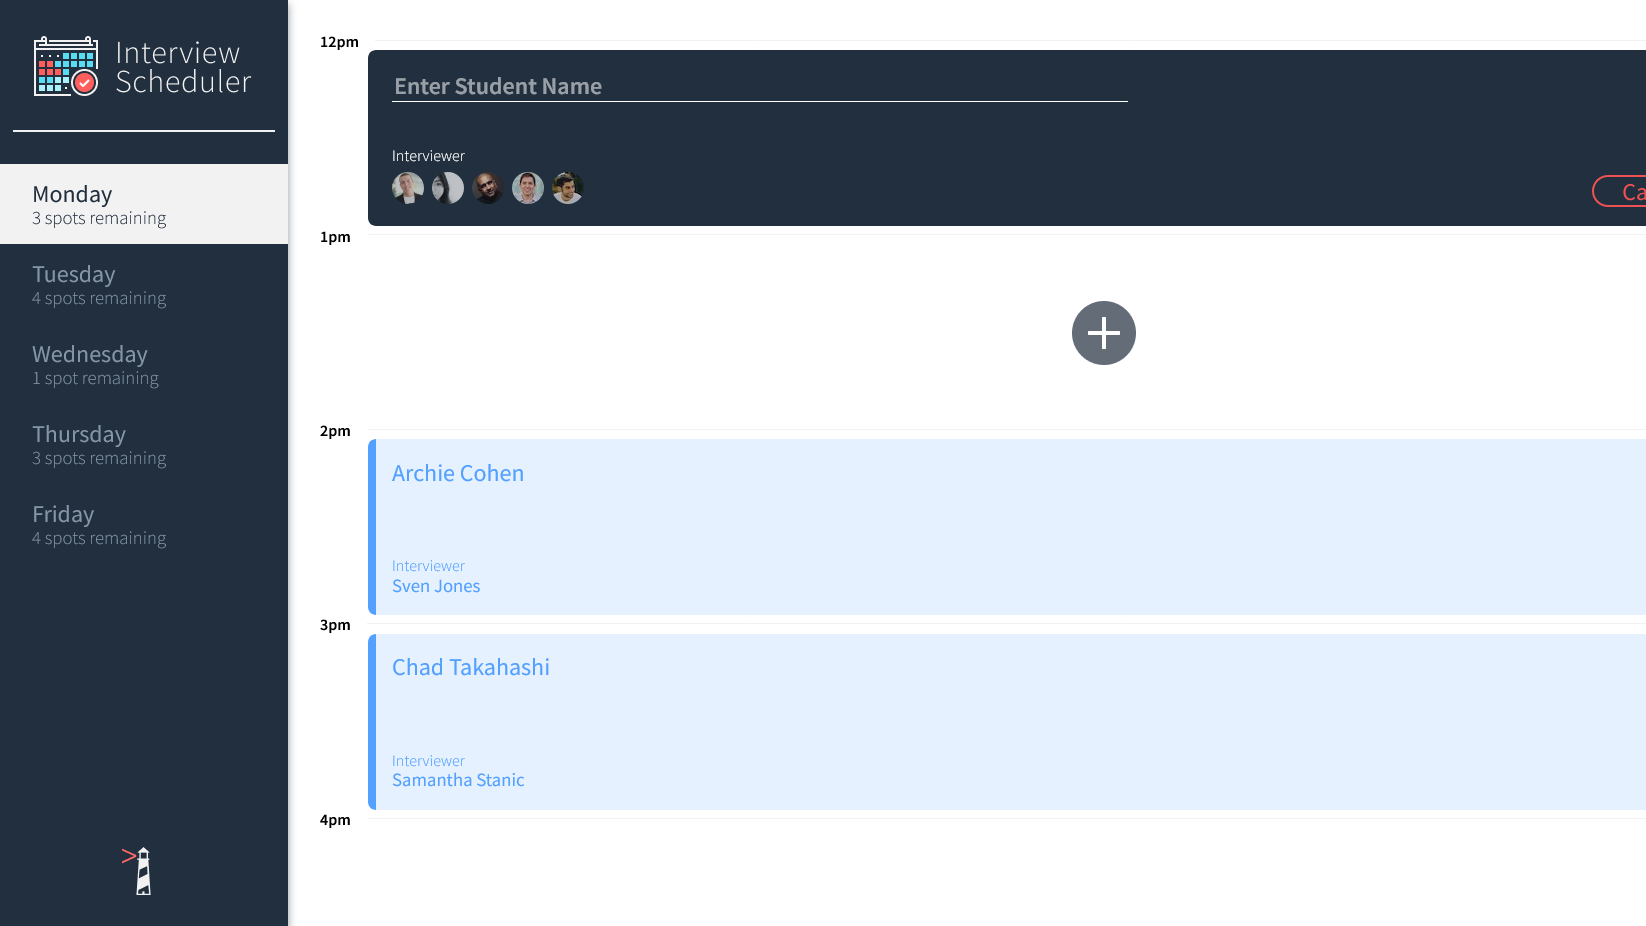 Interview
Scheduler
Monday
3 spots remaining
Tuesday
4 spots remaining
Wednesday
1 spot remaining
Thursday
3 spots remaining
Friday
4 spots remaining
12pm
Enter Student Name
Interviewer
Ca
1pm
2pm
Archie Cohen
Interviewer
Sven Jones
3pm
Chad Takahashi
Interviewer
Samantha Stanic
4pm